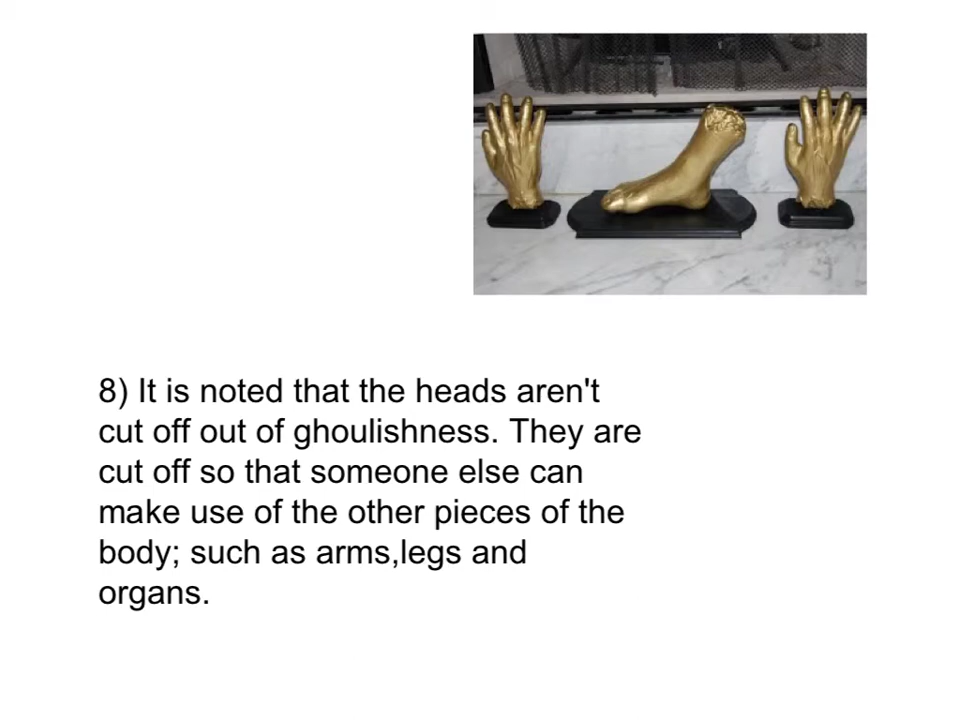 8) It is noted that the heads aren't
cut off out of ghoulishness. They are
cut off so that someone else can
make use of the other pieces of the
body; such as arms,legs and
organs.